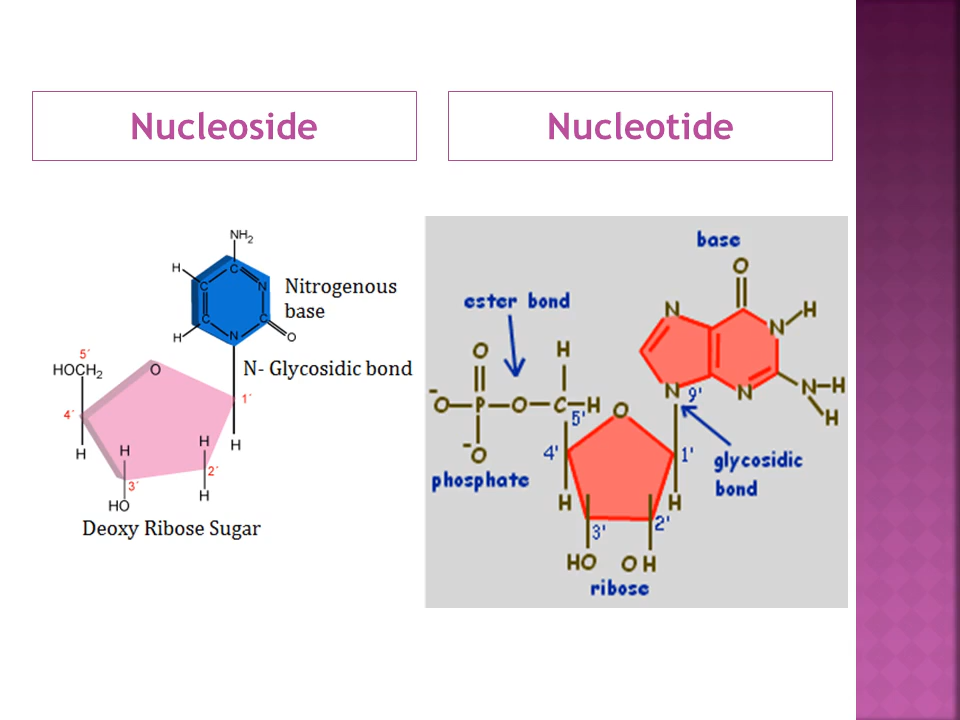 Nucleoside
Nucleotide
NH₂
H
C
N
C
Nitrogenous
base
C
C
H
N
O
N- Glycosidic bond
5´
HOCH₂
O
4´
1´
H
H
H
H
3´
2´
HO
H
Deoxy Ribose Sugar
base
O
ester bond
N
N
H
O
H
-O
P
O
C
H
5'
N
9'
N
N
H
H
-O
O
4'
1'
glycosidic
bond
phosphate
H
H
3'
2'
HO
OH
ribose